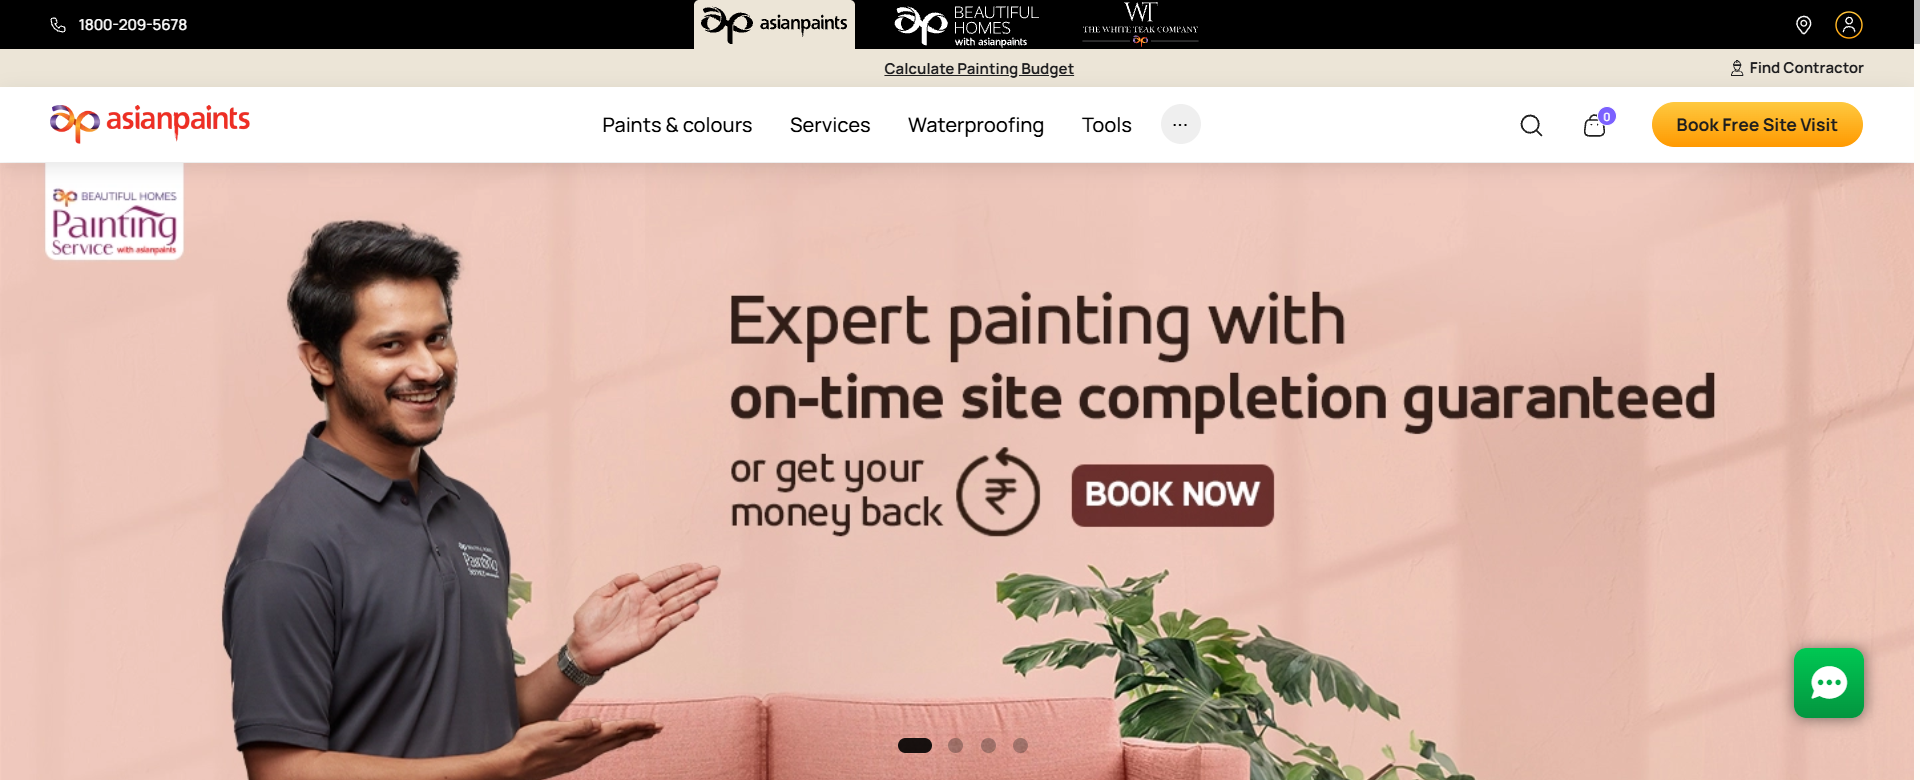 1800-209-5678
asianpaints
BEAUTIFUL
HOMES
with asianpaints
WT
THE WHITE TEAK COMPANY
Calculate Painting Budget
Find Contractor
asianpaints
Paints & colours
Services
Waterproofing
Tools
...
0
Book Free Site Visit
BEAUTIFUL HOMES
Painting
Service with asianpaints
Expert painting with
on-time site completion guaranteed
or get your
money back
₹
BOOK NOW
Painting